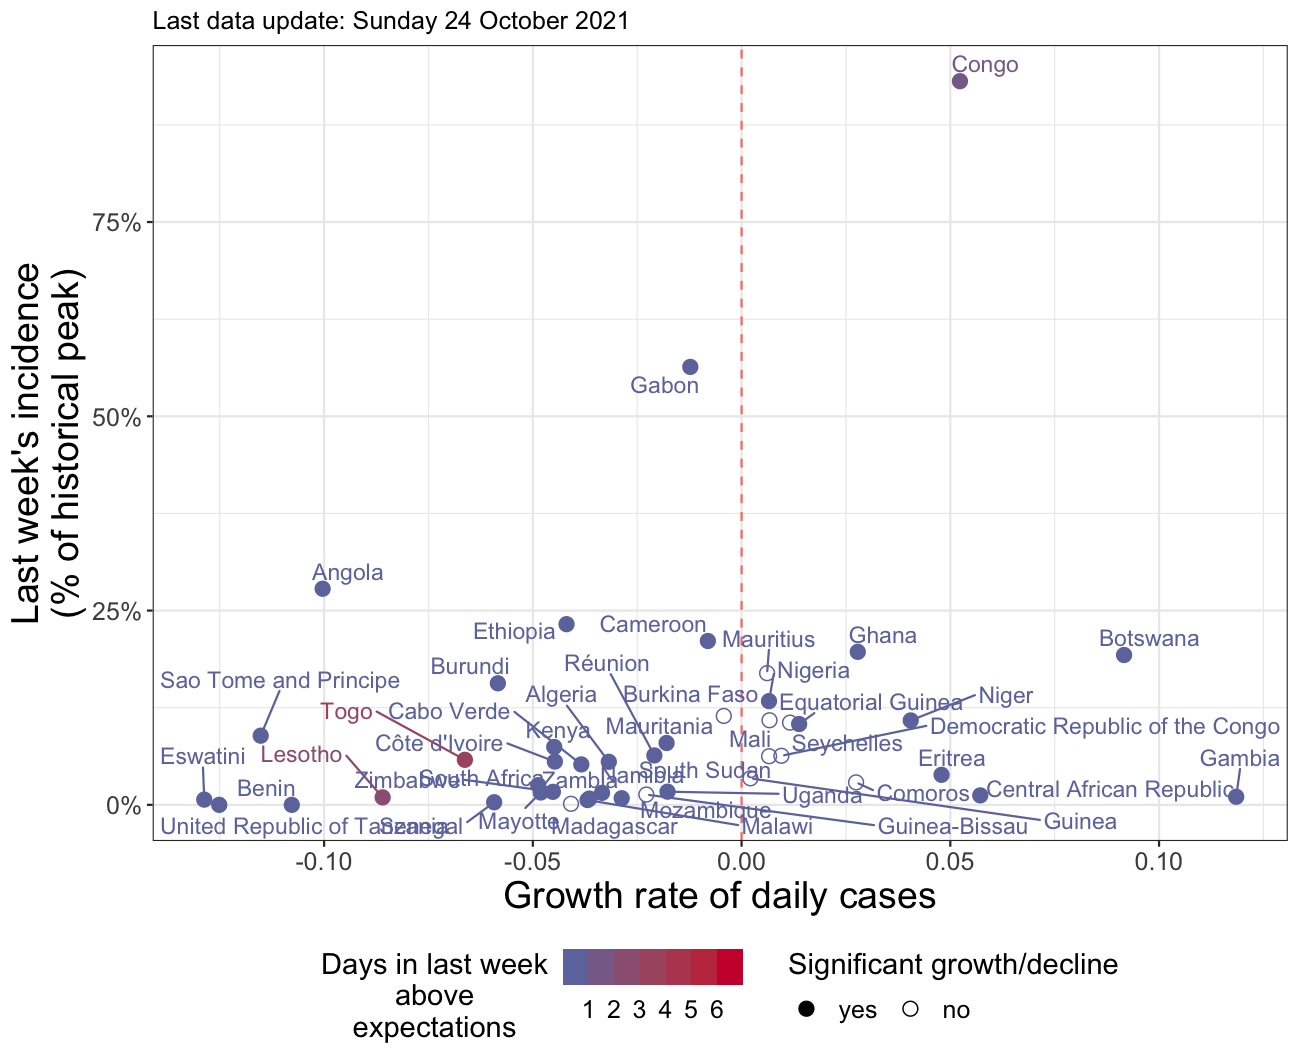 Last data update: Sunday 24 October 2021
Last week's incidence
(% of historical peak)
75%
50%
25%
0%
Congo
Gabon
Angola
Ethiopia
Cameroon
Mauritius
Ghana
Botswana
Burundi
Réunion
Nigeria
Sao Tome and Principe
Algeria
Burkina Faso
Equatorial Guinea
Niger
Togo
Cabo Verde
Kenya
Mauritania
Democratic Republic of the Congo
Côte d'Ivoire
Mali
Seychelles
Eswatini
Lesotho
Eritrea
Gambia
Zimbabwe
South Africa
Zambia
Namibia
South Sudan
Benin
Uganda
Comoros
Central African Republic
Mozambique
United Republic of Tanzania
Senegal
Mayotte
Madagascar
Malawi
Guinea-Bissau
Guinea
-0.10
-0.05
0.00
0.05
0.10
Growth rate of daily cases
Days in last week
above
expectations
1 2 3 4 5 6
Significant growth/decline
yes
no